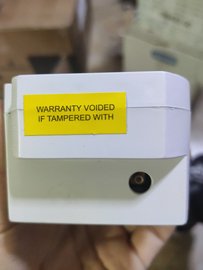 WARRANTY VOIDED
IF TAMPERED WITH